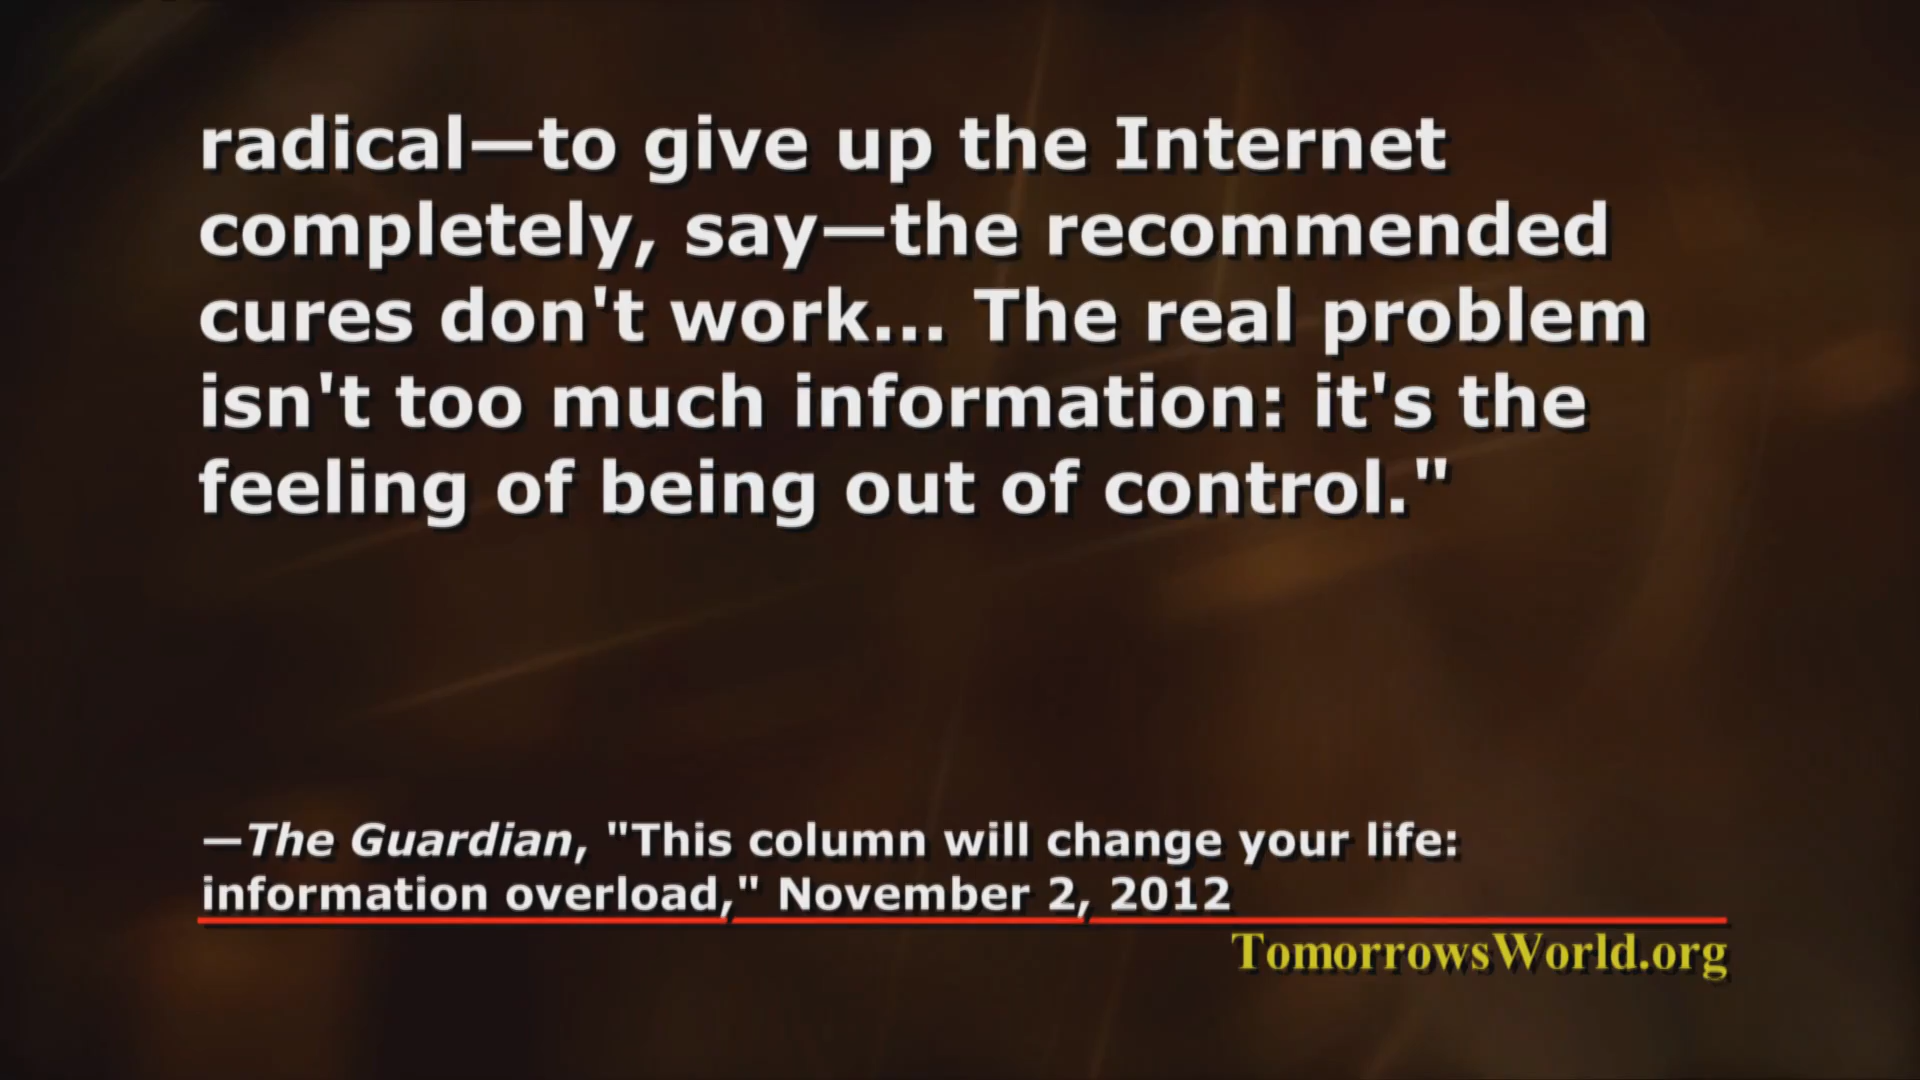 radical—to give up the Internet
completely, say—the recommended
cures don't work... The real problem
isn't too much information: it's the
feeling of being out of control."
—The Guardian, "This column will change your life:
information overload," November 2, 2012
TomorrowsWorld.org